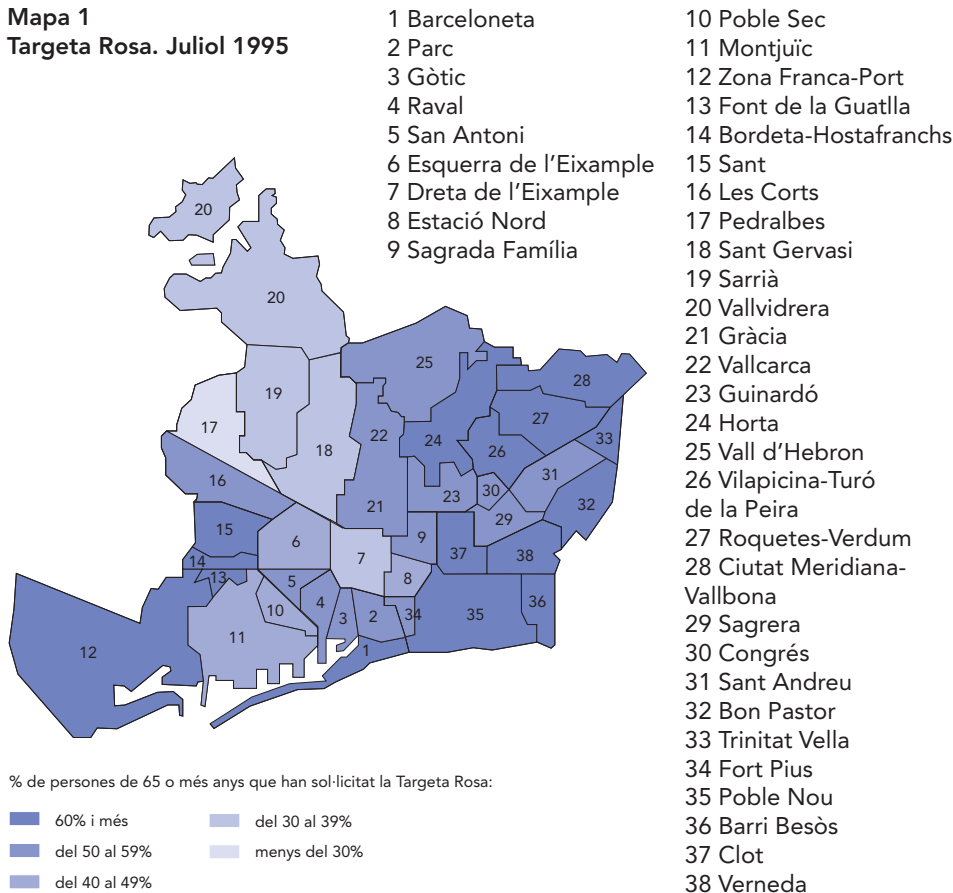 Mapa 1
Targeta Rosa. Juliol 1995
1 Barceloneta
2 Parc
3 Gòtic
4 Raval
5 San Antoni
6 Esquerra de l'Eixample
7 Dreta de l'Eixample
8 Estació Nord
9 Sagrada Família
10 Poble Sec
11 Montjuïc
12 Zona Franca-Port
13 Font de la Guatlla
14 Bordeta-Hostafranchs
15 Sant
16 Les Corts
17 Pedralbes
18 Sant Gervasi
19 Sarrià
20 Vallvidrera
21 Gràcia
22 Vallcarca
23 Guinardó
24 Horta
25 Vall d'Hebron
26 Vilapicina-Turó
de la Peira
27 Roquetes-Verdum
28 Ciutat Meridiana-
Vallbona
29 Sagrera
30 Congrés
31 Sant Andreu
32 Bon Pastor
33 Trinitat Vella
34 Fort Pius
35 Poble Nou
36 Barri Besòs
37 Clot
38 Verneda
20
20
25
28
19
17
18
22
24
27
33
26
16
23
30
31
21
29
32
15
6
7
9
37
38
14
13
5
8
10
4
3
2
34
35
36
11
12
1
% de persones de 65 o més anys que han sol·licitat la Targeta Rosa:
60% i més
del 50 al 59%
del 40 al 49%
del 30 al 39%
menys del 30%